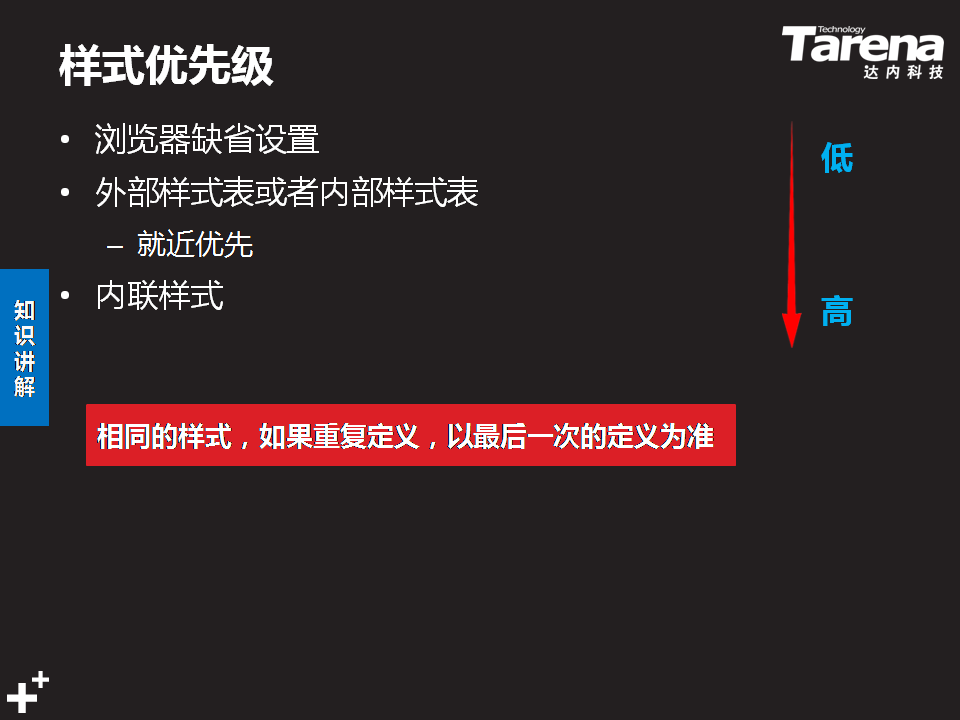 样式优先级
Technology
Tarena
达内科技
• 浏览器缺省设置
• 外部样式表或者内部样式表
– 就近优先
• 内联样式
低
高
知识讲解
相同的样式，如果重复定义，以最后一次的定义为准